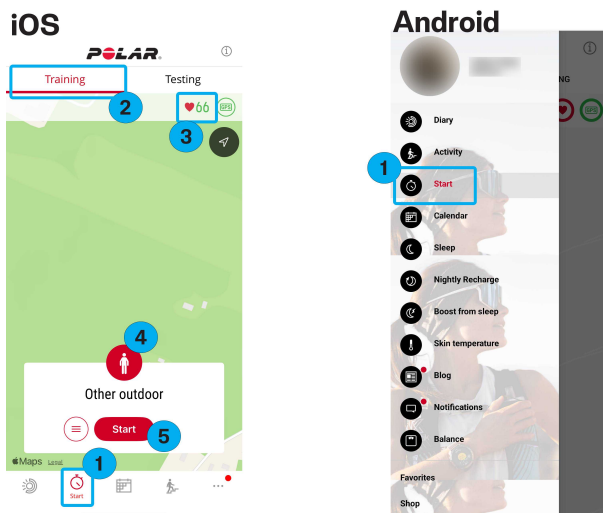 iOS
POLAR.
Training
Testing
2
66
GPS
3
4
Other outdoor
Start
5
Maps Legal
1
Start
Android
NG
GPS
Diary
Activity
1
Start
Calendar
Sleep
Nightly Recharge
Boost from sleep
Skin temperature
Blog
Notifications
Balance
Favorites
Shop